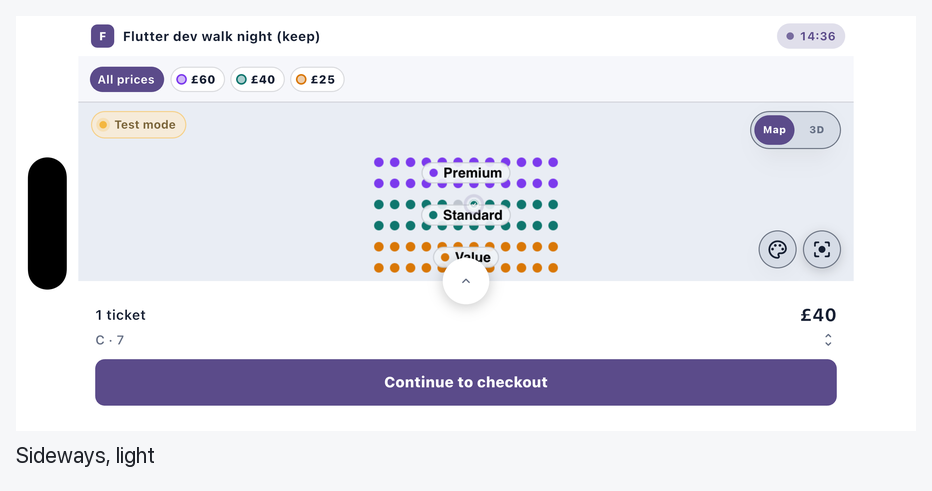 F Flutter dev walk night (keep) 14:36
All prices £60 £40 £25
Test mode Map 3D
Premium
Standard
Value
1 ticket £40
C · 7
Continue to checkout
Sideways, light